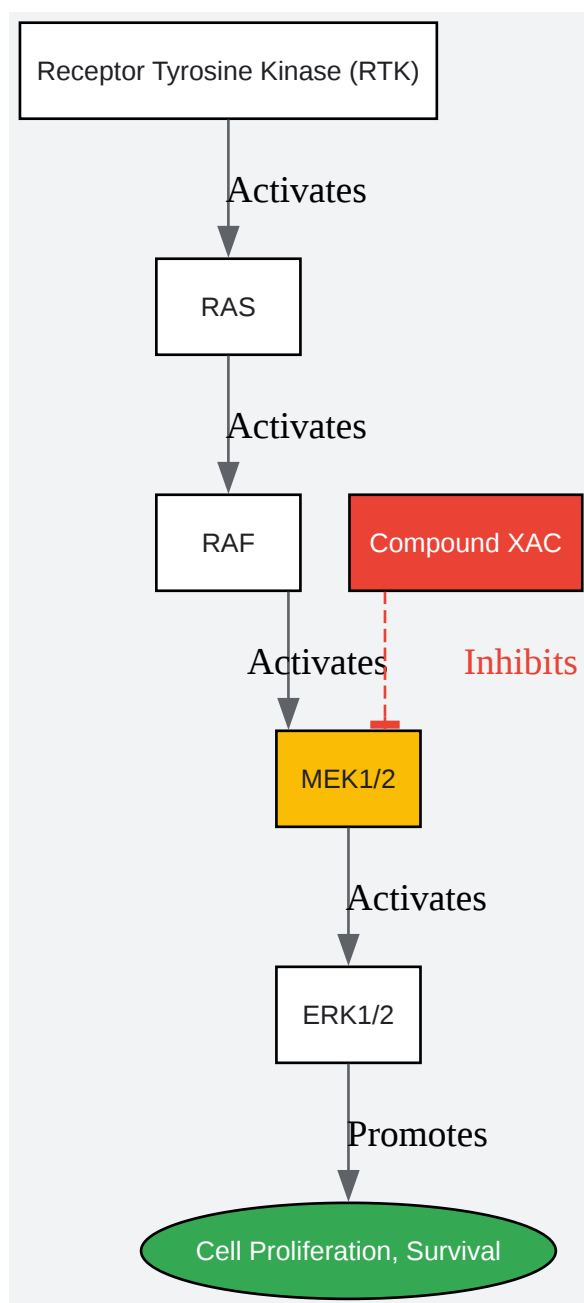 Receptor Tyrosine Kinase (RTK)
Activates
RAS
Activates
RAF
Compound XAC
Activates
Inhibits
MEK1/2
Activates
ERK1/2
Promotes
Cell Proliferation, Survival